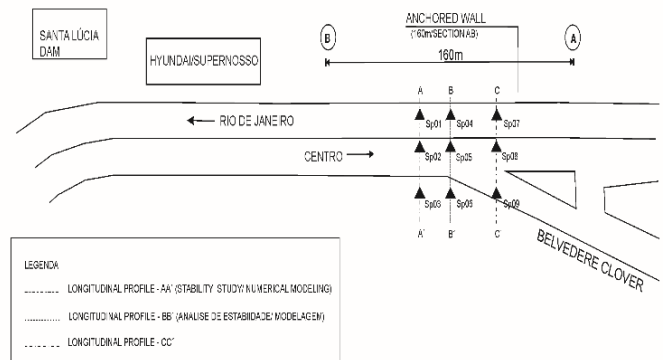 SANTA LÚCIA
DAM
HYUNDAI/SUPERNOSSO
B
ANCHORED WALL
(160m/SECTION AB)
160m
A
A B C
Sp01 Sp04 Sp07
← RIO DE JANEIRO
CENTRO →
Sp02 Sp05 Sp08
Sp03 Sp09
A´ B´ C´
BELVEDERE CLOVER
LEGENDA
LONGITUDINAL PROFILE - AA´ (STABILITY STUDY/ NUMERICAL MODELING)
LONGITUDINAL PROFILE - BB´ (ANALISE DE ESTABIIDADE/ MODELAGEM)
LONGITUDINAL PROFILE - CC´